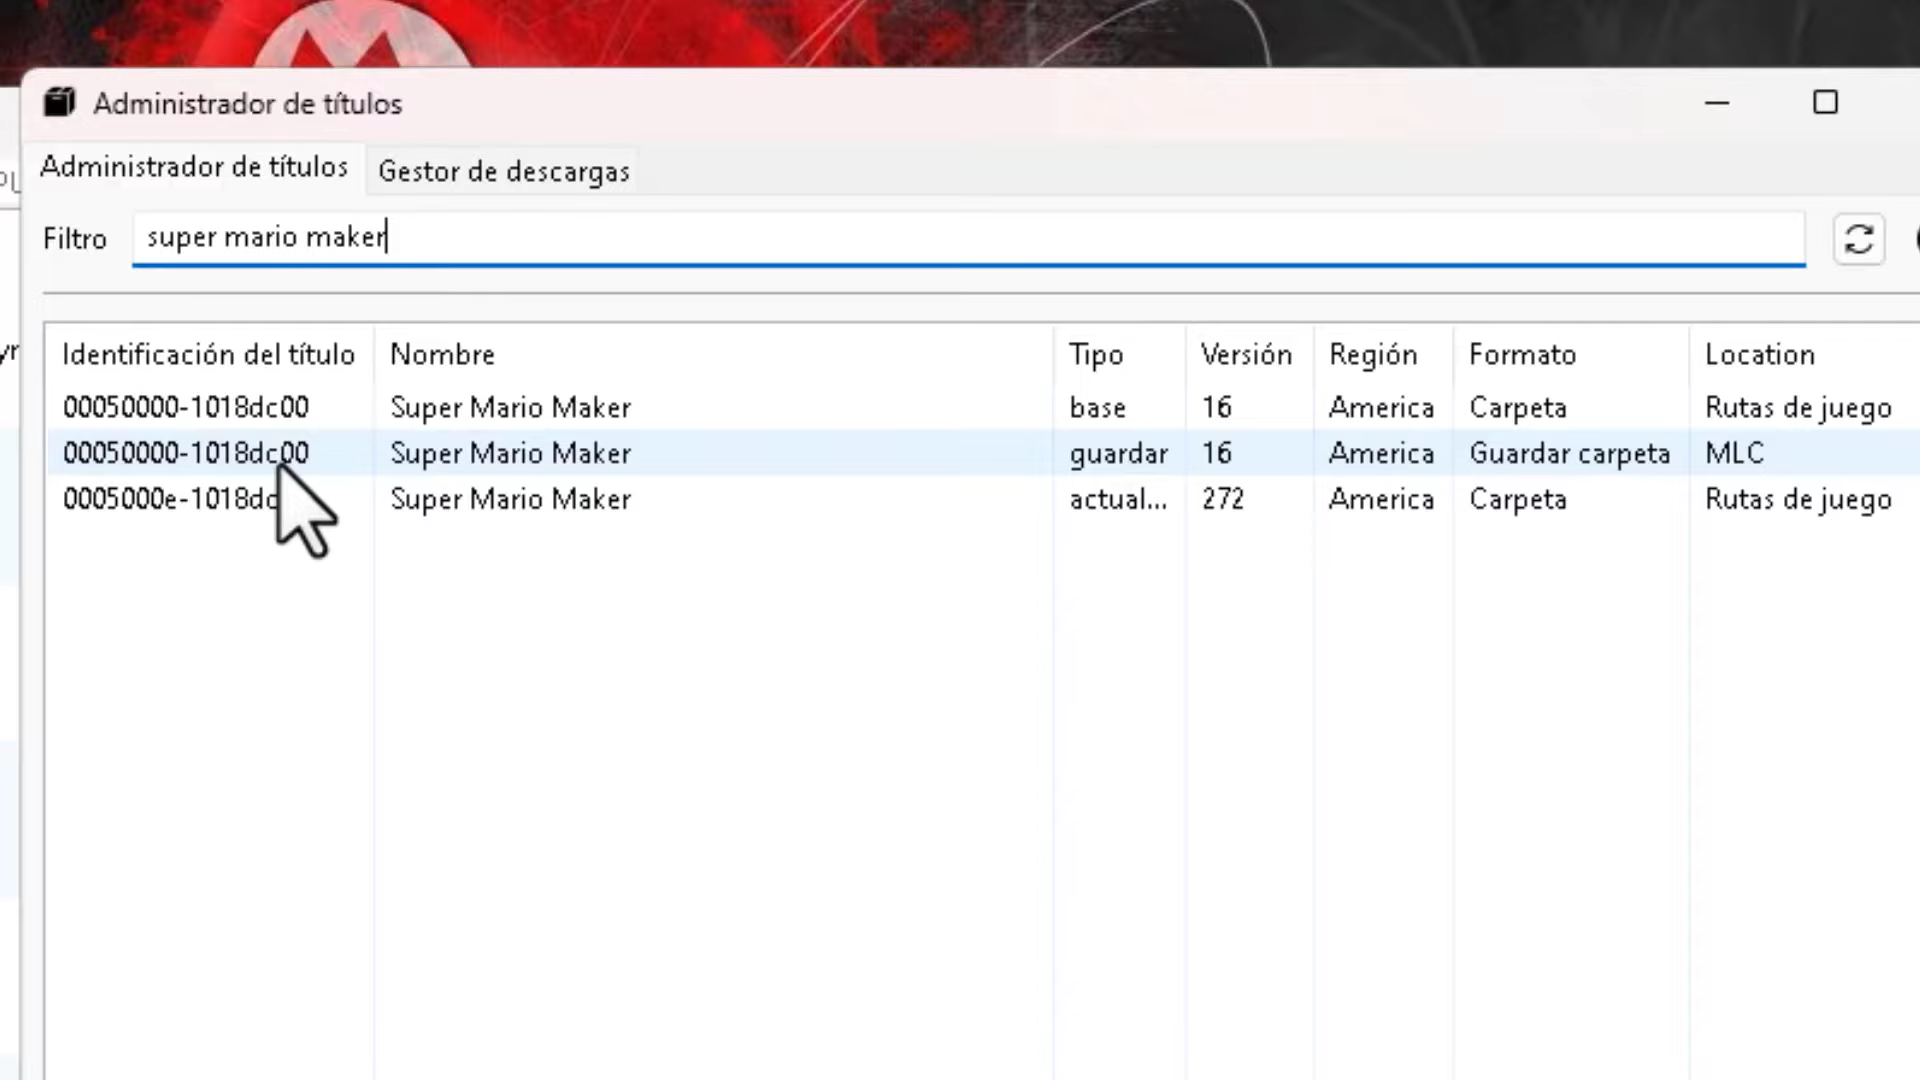 Administrador de títulos
Administrador de títulos Gestor de descargas
Filtro super mario maker
Identificación del título Nombre Tipo Versión Región Formato Location
00050000-1018dc00 Super Mario Maker base 16 America Carpeta Rutas de juego
00050000-1018dc00 Super Mario Maker guardar 16 America Guardar carpeta MLC
0005000e-1018dc Super Mario Maker actual... 272 America Carpeta Rutas de juego